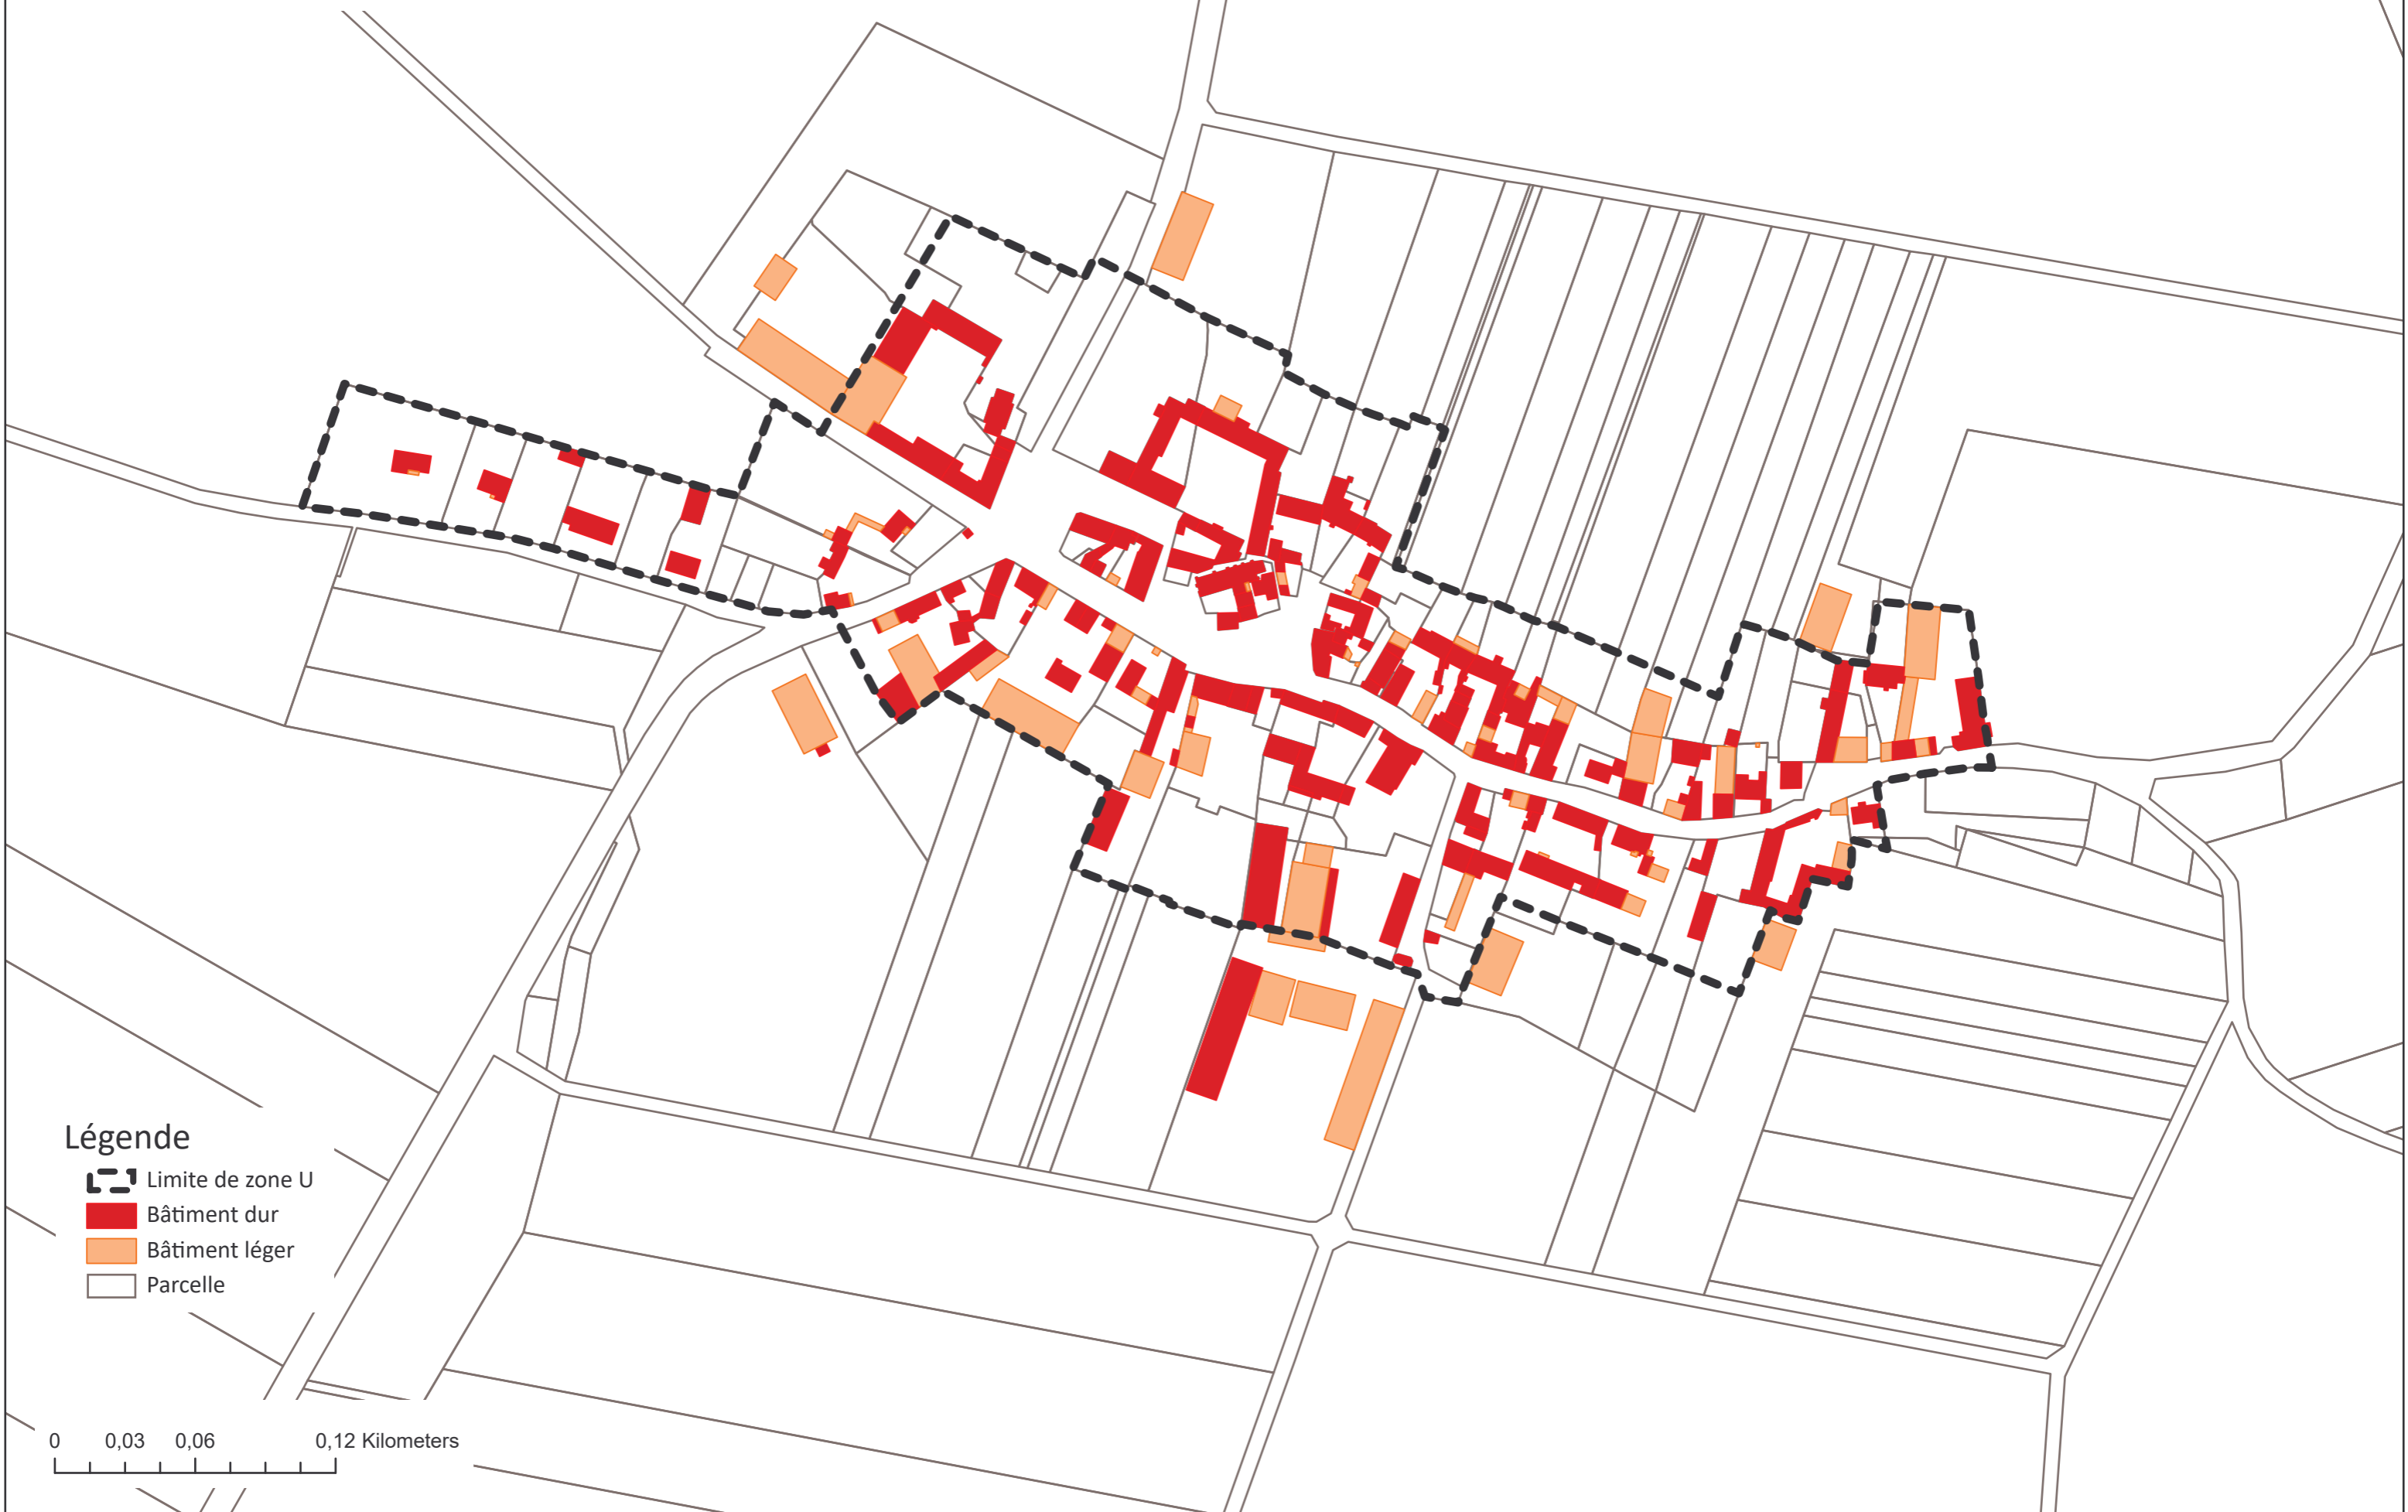 Légende
Limite de zone U
Bâtiment dur
Bâtiment léger
Parcelle
0 0,03 0,06 0,12 Kilometers